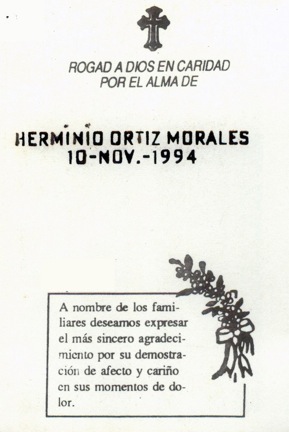 ROGAD A DIOS EN CARIDAD
POR EL ALMA DE
HERMINIO ORTIZ MORALES
10-NOV.-1994
A nombre de los fami-
liares deseamos expresar
el más sincero agradeci-
miento por su demostra-
ción de afecto y cariño
en sus momentos de do-
lor.